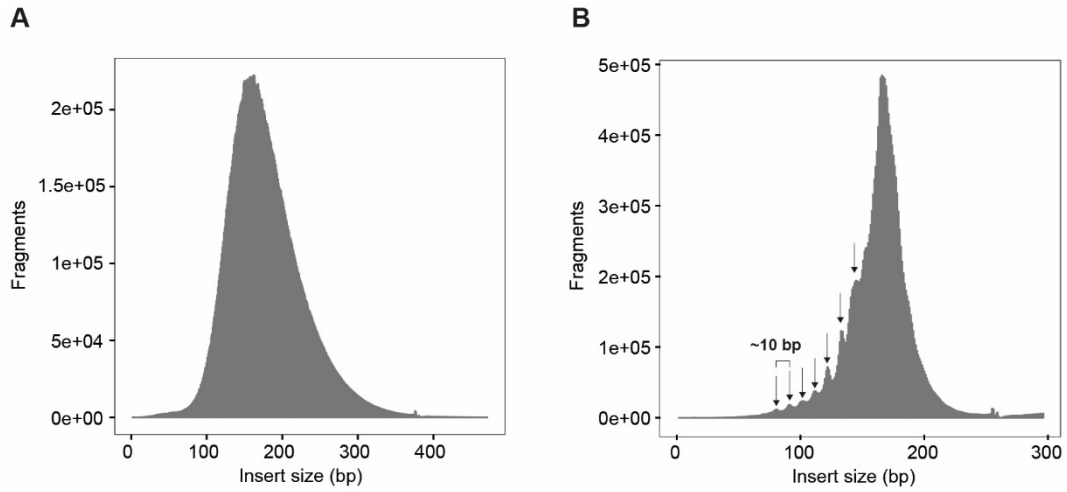 A
Fragments
2e+05
1.5e+05
1e+05
5e+04
0e+00
0 100 200 300 400
Insert size (bp)
B
Fragments
5e+05
4e+05
3e+05
2e+05
1e+05
0e+00
~10 bp
0 100 200 300
Insert size (bp)